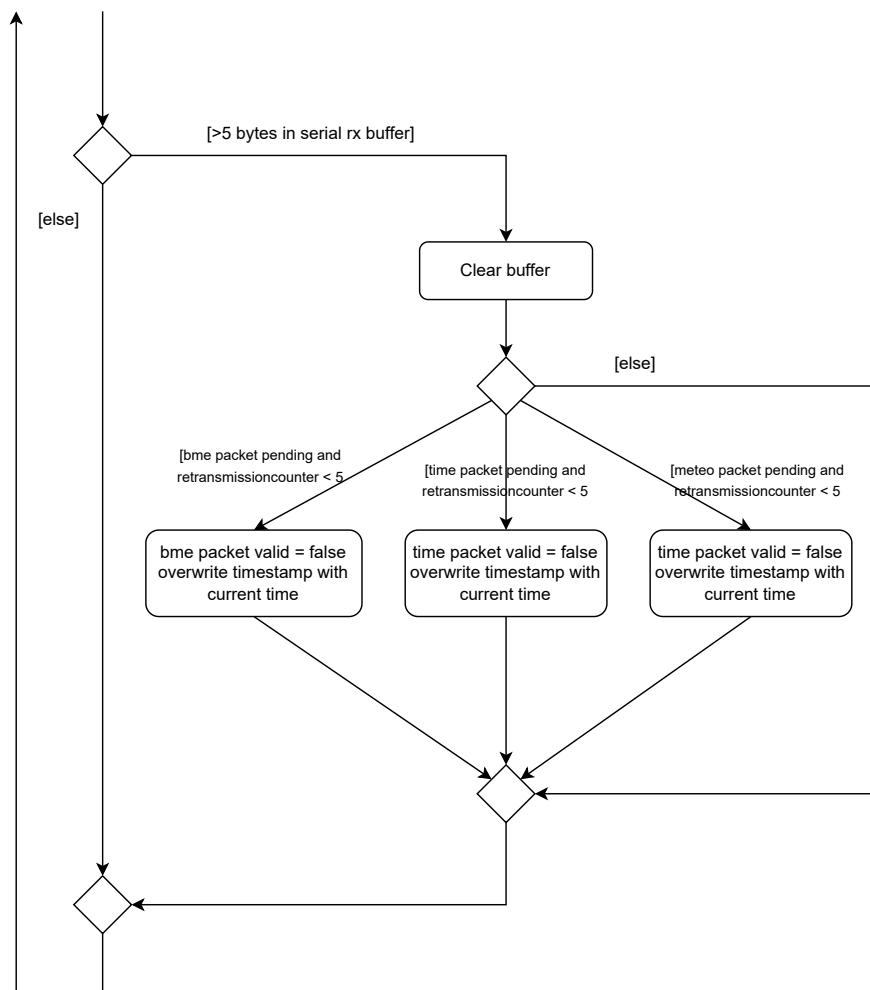 [>5 bytes in serial rx buffer]
[else]
Clear buffer
[else]
[bme packet pending and
retransmissioncounter < 5
[time packet pending and
retransmissioncounter < 5
[meteo packet pending and
retransmissioncounter < 5
bme packet valid = false
overwrite timestamp with
current time
time packet valid = false
overwrite timestamp with
current time
time packet valid = false
overwrite timestamp with
current time